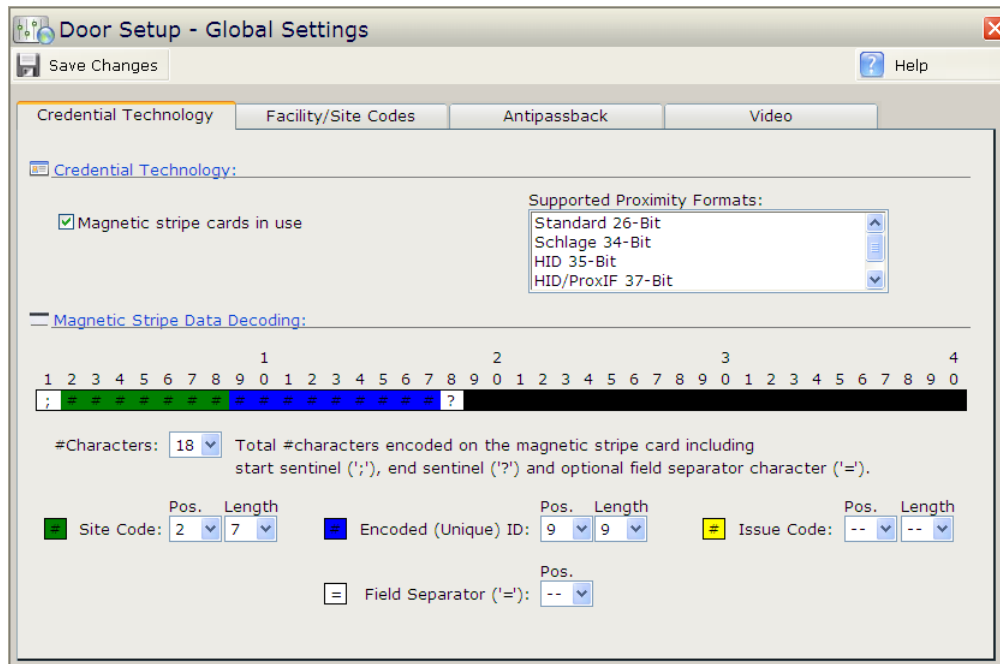 Door Setup - Global Settings
Save Changes Help
Credential Technology Facility/Site Codes Antipassback Video
Credential Technology:
Magnetic stripe cards in use
Supported Proximity Formats:
Standard 26-Bit
Schlage 34-Bit
HID 35-Bit
HID/ProxIF 37-Bit
Magnetic Stripe Data Decoding:
1 2 3 4
1 2 3 4 5 6 7 8 9 0 1 2 3 4 5 6 7 8 9 0 1 2 3 4 5 6 7 8 9 0 1 2 3 4 5 6 7 8 9 0
; # # # # # # # # # # # # # # # # ?
#Characters: 18 Total #characters encoded on the magnetic stripe card including
start sentinel (';'), end sentinel ('?') and optional field separator character ('=').
Pos. Length Pos. Length Pos. Length
# Site Code: 2 7 # Encoded (Unique) ID: 9 9 # Issue Code: -- --
Pos.
= Field Separator ('='): --